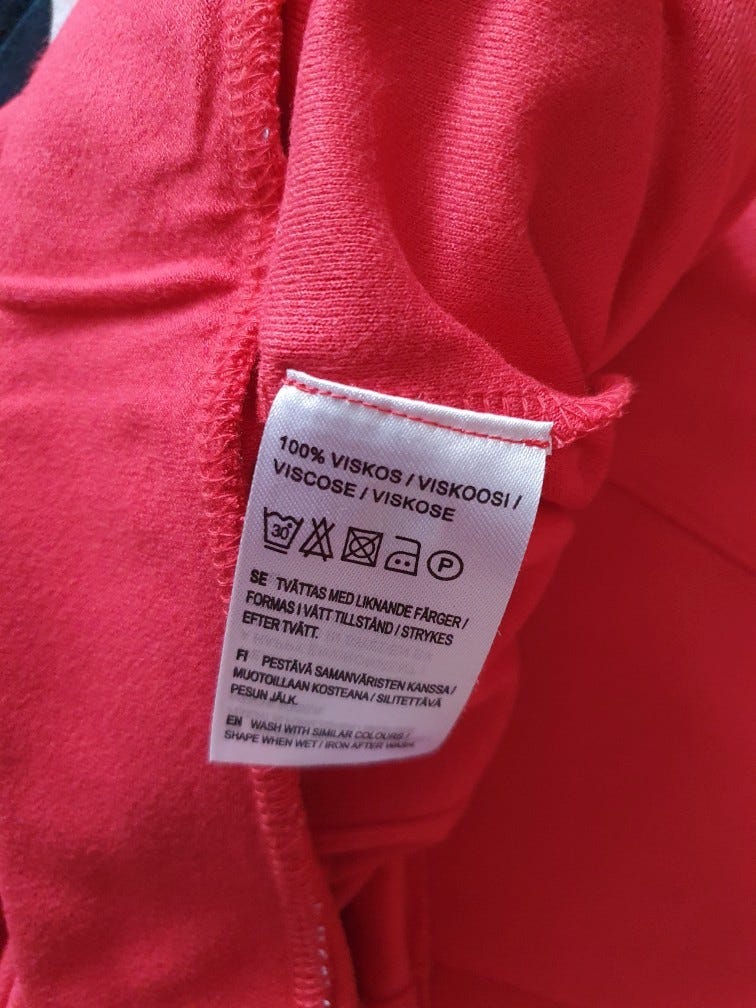 100% VISKOS / VISKOOSI /
VISCOSE / VISKOSE
30°
P
SE TVÄTTAS MED LIKNANDE FÄRGER /
FORMAS I VÅTT TILLSTÅND / STRYKES
EFTER TVÄTT.
FI PESTÄVÄ SAMANVÄRISTEN KANSSA /
MUOTOILLAAN KOSTEANA / SILITETTÄVÄ
PESUN JÄLK.
EN WASH WITH SIMILAR COLOURS /
SHAPE WHEN WET / IRON AFTER WASH